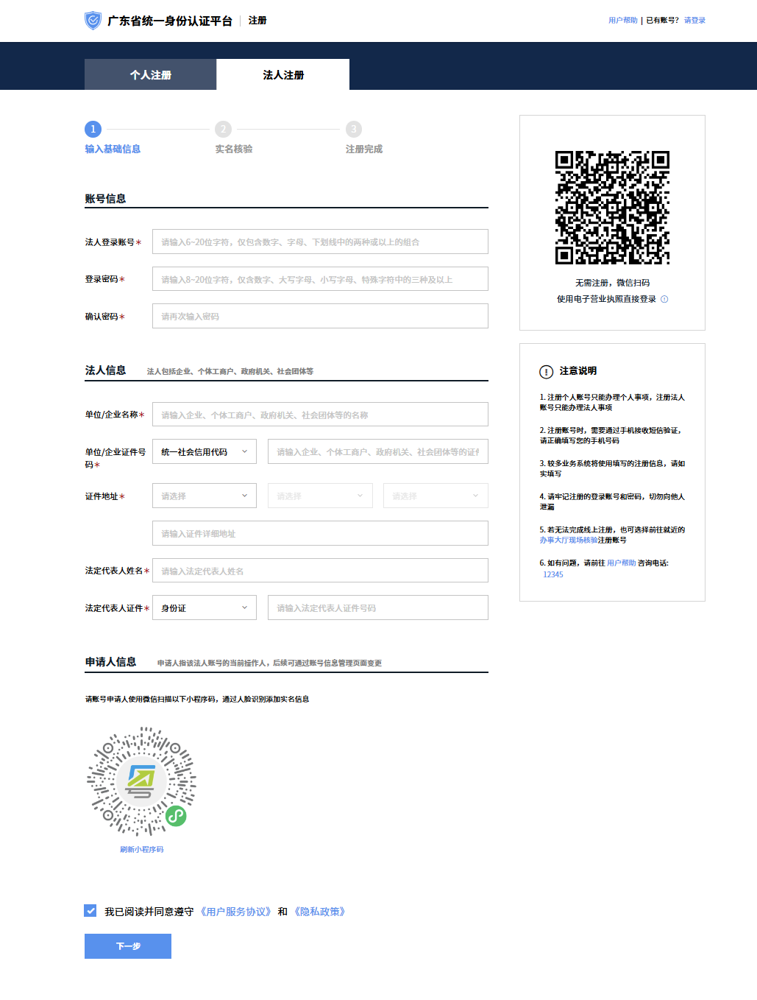 广东省统一身份认证平台 | 注册
用户帮助 | 已有账号？ 请登录
个人注册 法人注册
1 2 3
输入基础信息 实名核验 注册完成
账号信息
法人登录账号* 请输入6~20位字符，仅包含数字、字母、下划线中的两种或以上的组合
登录密码* 请输入8~20位字符，仅含数字、大写字母、小写字母、特殊字符中的三种及以上
确认密码* 请再次输入密码
无需注册，微信扫码
使用电子营业执照直接登录
法人信息 法人包括企业、个体工商户、政府机关、社会团体等
单位/企业名称* 请输入企业、个体工商户、政府机关、社会团体等的名称
单位/企业证件号
码*
统一社会信用代码 请输入企业、个体工商户、政府机关、社会团体等的证件
证件地址* 请选择 请选择 请选择
请输入证件详细地址
法定代表人姓名* 请输入法定代表人姓名
法定代表人证件* 身份证 请输入法定代表人证件号码
注意说明
1. 注册个人账号只能办理个人事项，注册法人
账号只能办理法人事项
2. 注册账号时，需要通过手机接收短信验证，
请正确填写您的手机号码
3. 较多业务系统将使用填写的注册信息，请如
实填写
4. 请牢记注册的登录账号和密码，切勿向他人
泄漏
5. 若无法完成线上注册，也可选择前往就近的
办事大厅现场核验注册账号
6. 如有问题，请前往 用户帮助 咨询电话:
12345
申请人信息 申请人指该法人账号的当前操作人，后续可通过账号信息管理页面变更
请账号申请人使用微信扫描以下小程序码，通过人脸识别添加实名信息
刷新小程序码
我已阅读并同意遵守《用户服务协议》和《隐私政策》
下一步